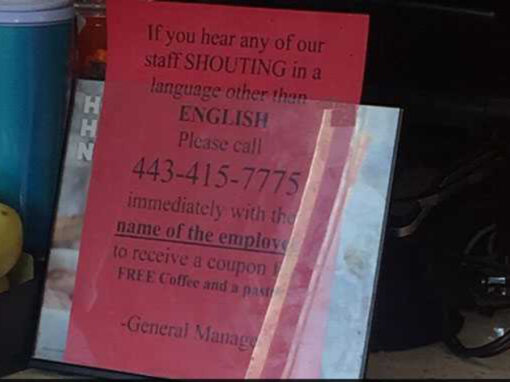 If you hear any of our
staff SHOUTING in a
language other than
ENGLISH
Please call
443-415-7775
immediately with the
name of the employe
to receive a coupon
FREE Coffee and a past
-General Manage
H
H
N